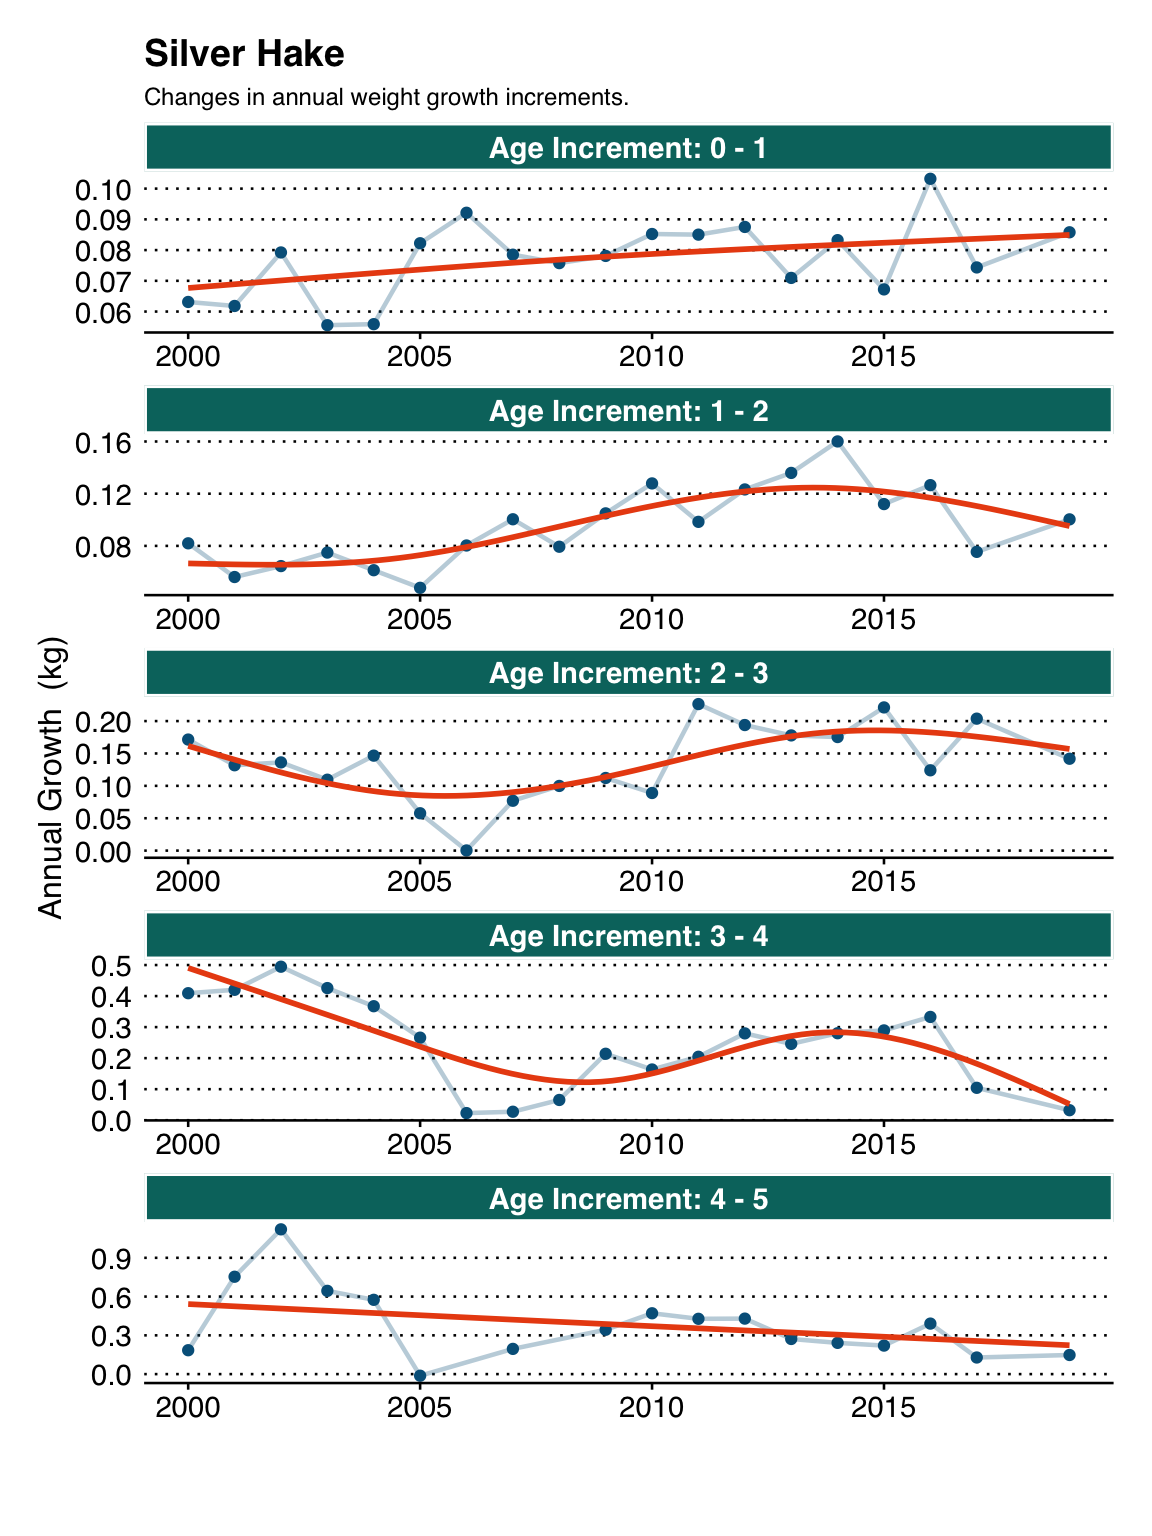 Silver Hake
Changes in annual weight growth increments.
Age Increment: 0 - 1
0.10
0.09
0.08
0.07
0.06
2000 2005 2010 2015
Age Increment: 1 - 2
0.16
0.12
0.08
2000 2005 2010 2015
Annual Growth (kg)
Age Increment: 2 - 3
0.20
0.15
0.10
0.05
0.00
2000 2005 2010 2015
Age Increment: 3 - 4
0.5
0.4
0.3
0.2
0.1
0.0
2000 2005 2010 2015
Age Increment: 4 - 5
0.9
0.6
0.3
0.0
2000 2005 2010 2015